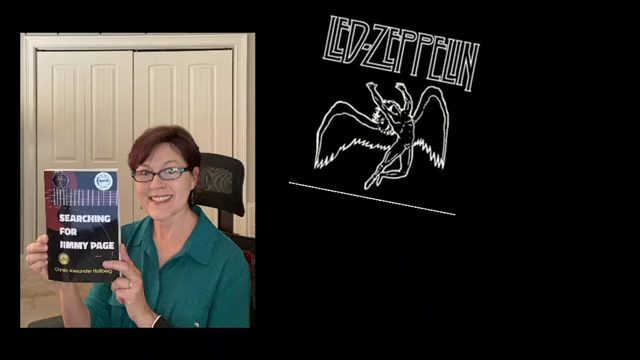 LED-ZEPPELIN
SEARCHING
FOR
JIMMY PAGE
Christy Alexander Hallberg